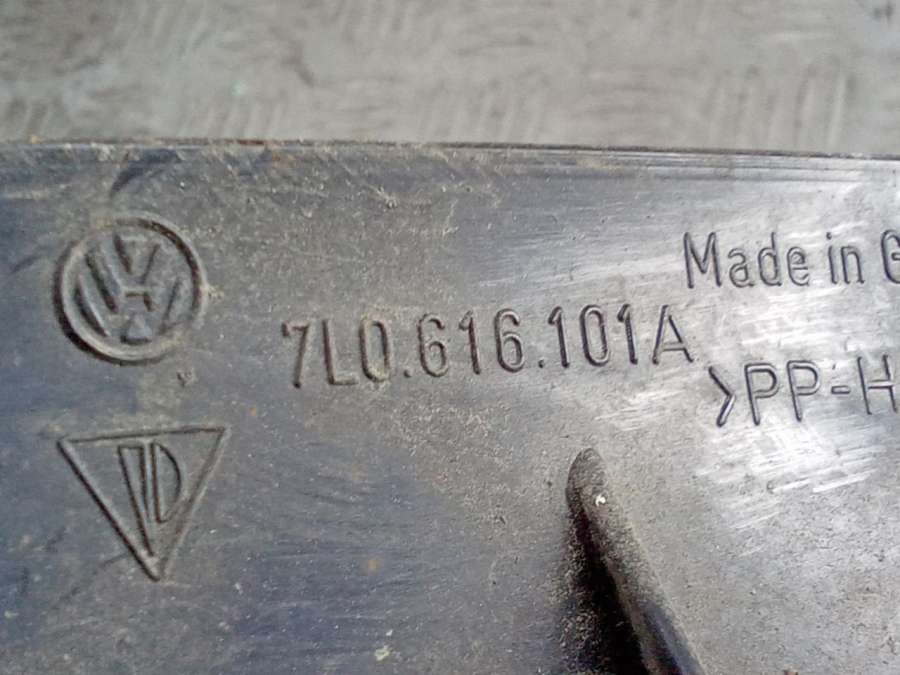 Made in G
7L0.616.101A
>PP-H